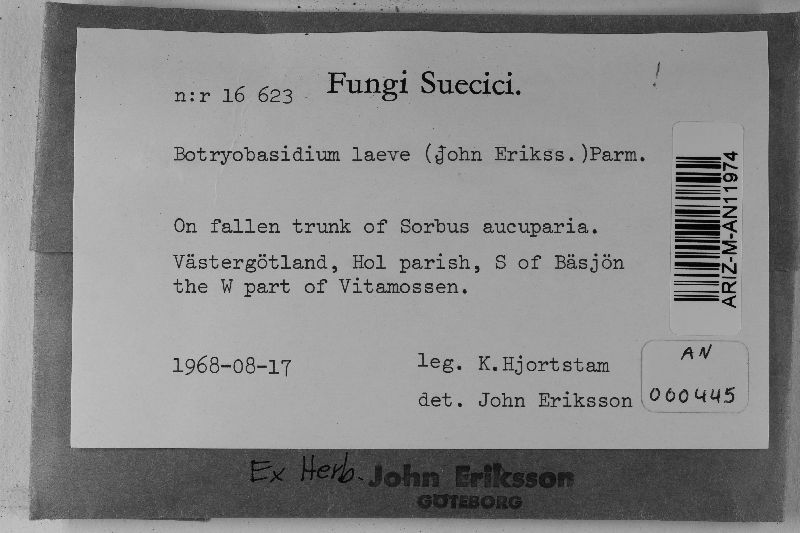 n:r 16 623 Fungi Suecici. !
Botryobasidium laeve (John Erikss.)Parm.
On fallen trunk of Sorbus aucuparia.
Västergötland, Hol parish, S of Bäsjön
the W part of Vitamossen.
1968-08-17 leg. K.Hjortstam
det. John Eriksson
ARIZ-M-AN11974
AN
060445
Ex Herb. John Eriksson
GÖTEBORG